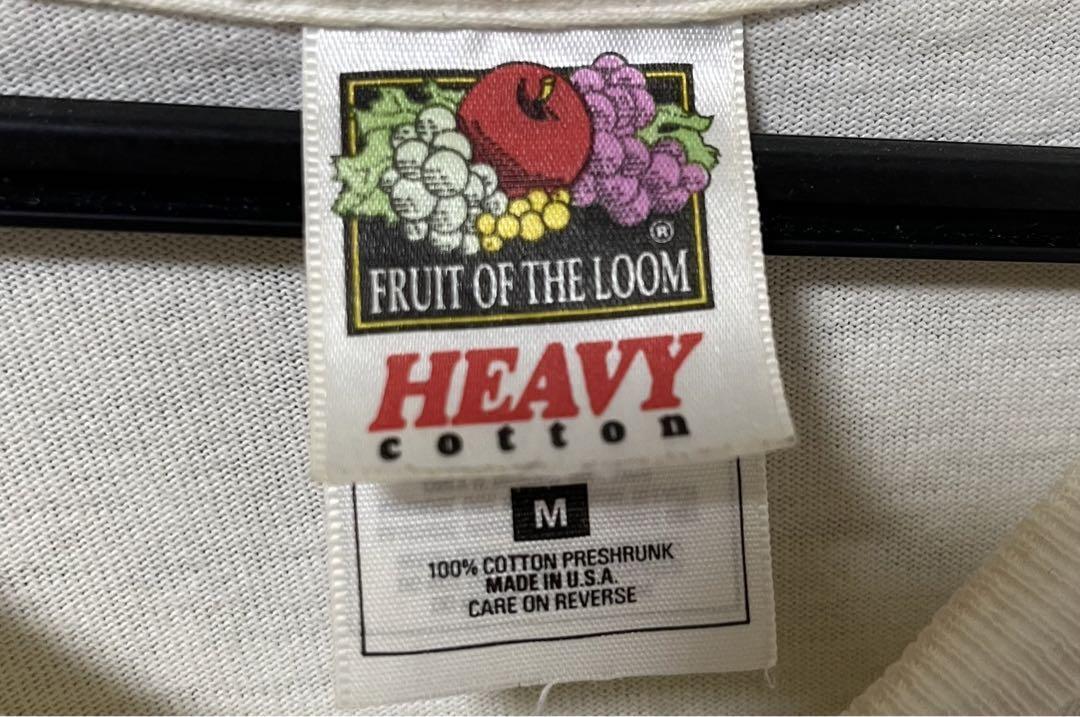 ®
FRUIT OF THE LOOM
HEAVY
cotton
M
100% COTTON PRESHRUNK
MADE IN U.S.A.
CARE ON REVERSE